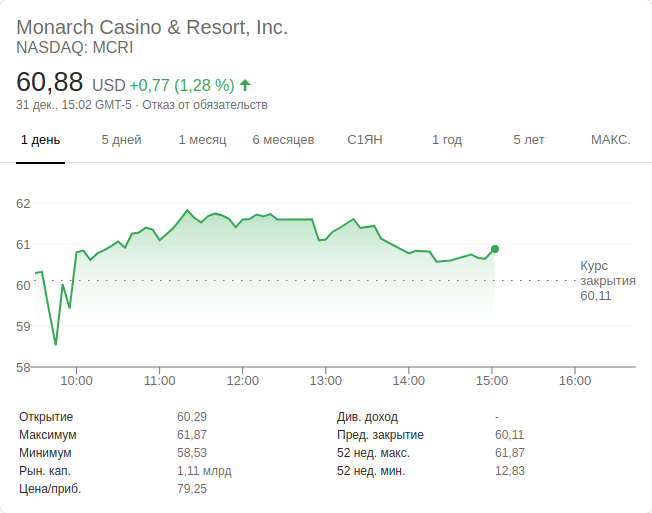 Monarch Casino & Resort, Inc.
NASDAQ: MCRI
60,88 USD +0,77 (1,28 %)
31 дек., 15:02 GMT-5 · Отказ от обязательств
1 день 5 дней 1 месяц 6 месяцев С1ЯН 1 год 5 лет МАКС.
62
61
60
59
58
Курс
закрытия
60,11
10:00 11:00 12:00 13:00 14:00 15:00 16:00
Открытие 60,29 Див. доход -
Максимум 61,87 Пред. закрытие 60,11
Минимум 58,53 52 нед. макс. 61,87
Рын. кап. 1,11 млрд 52 нед. мин. 12,83
Цена/приб. 79,25